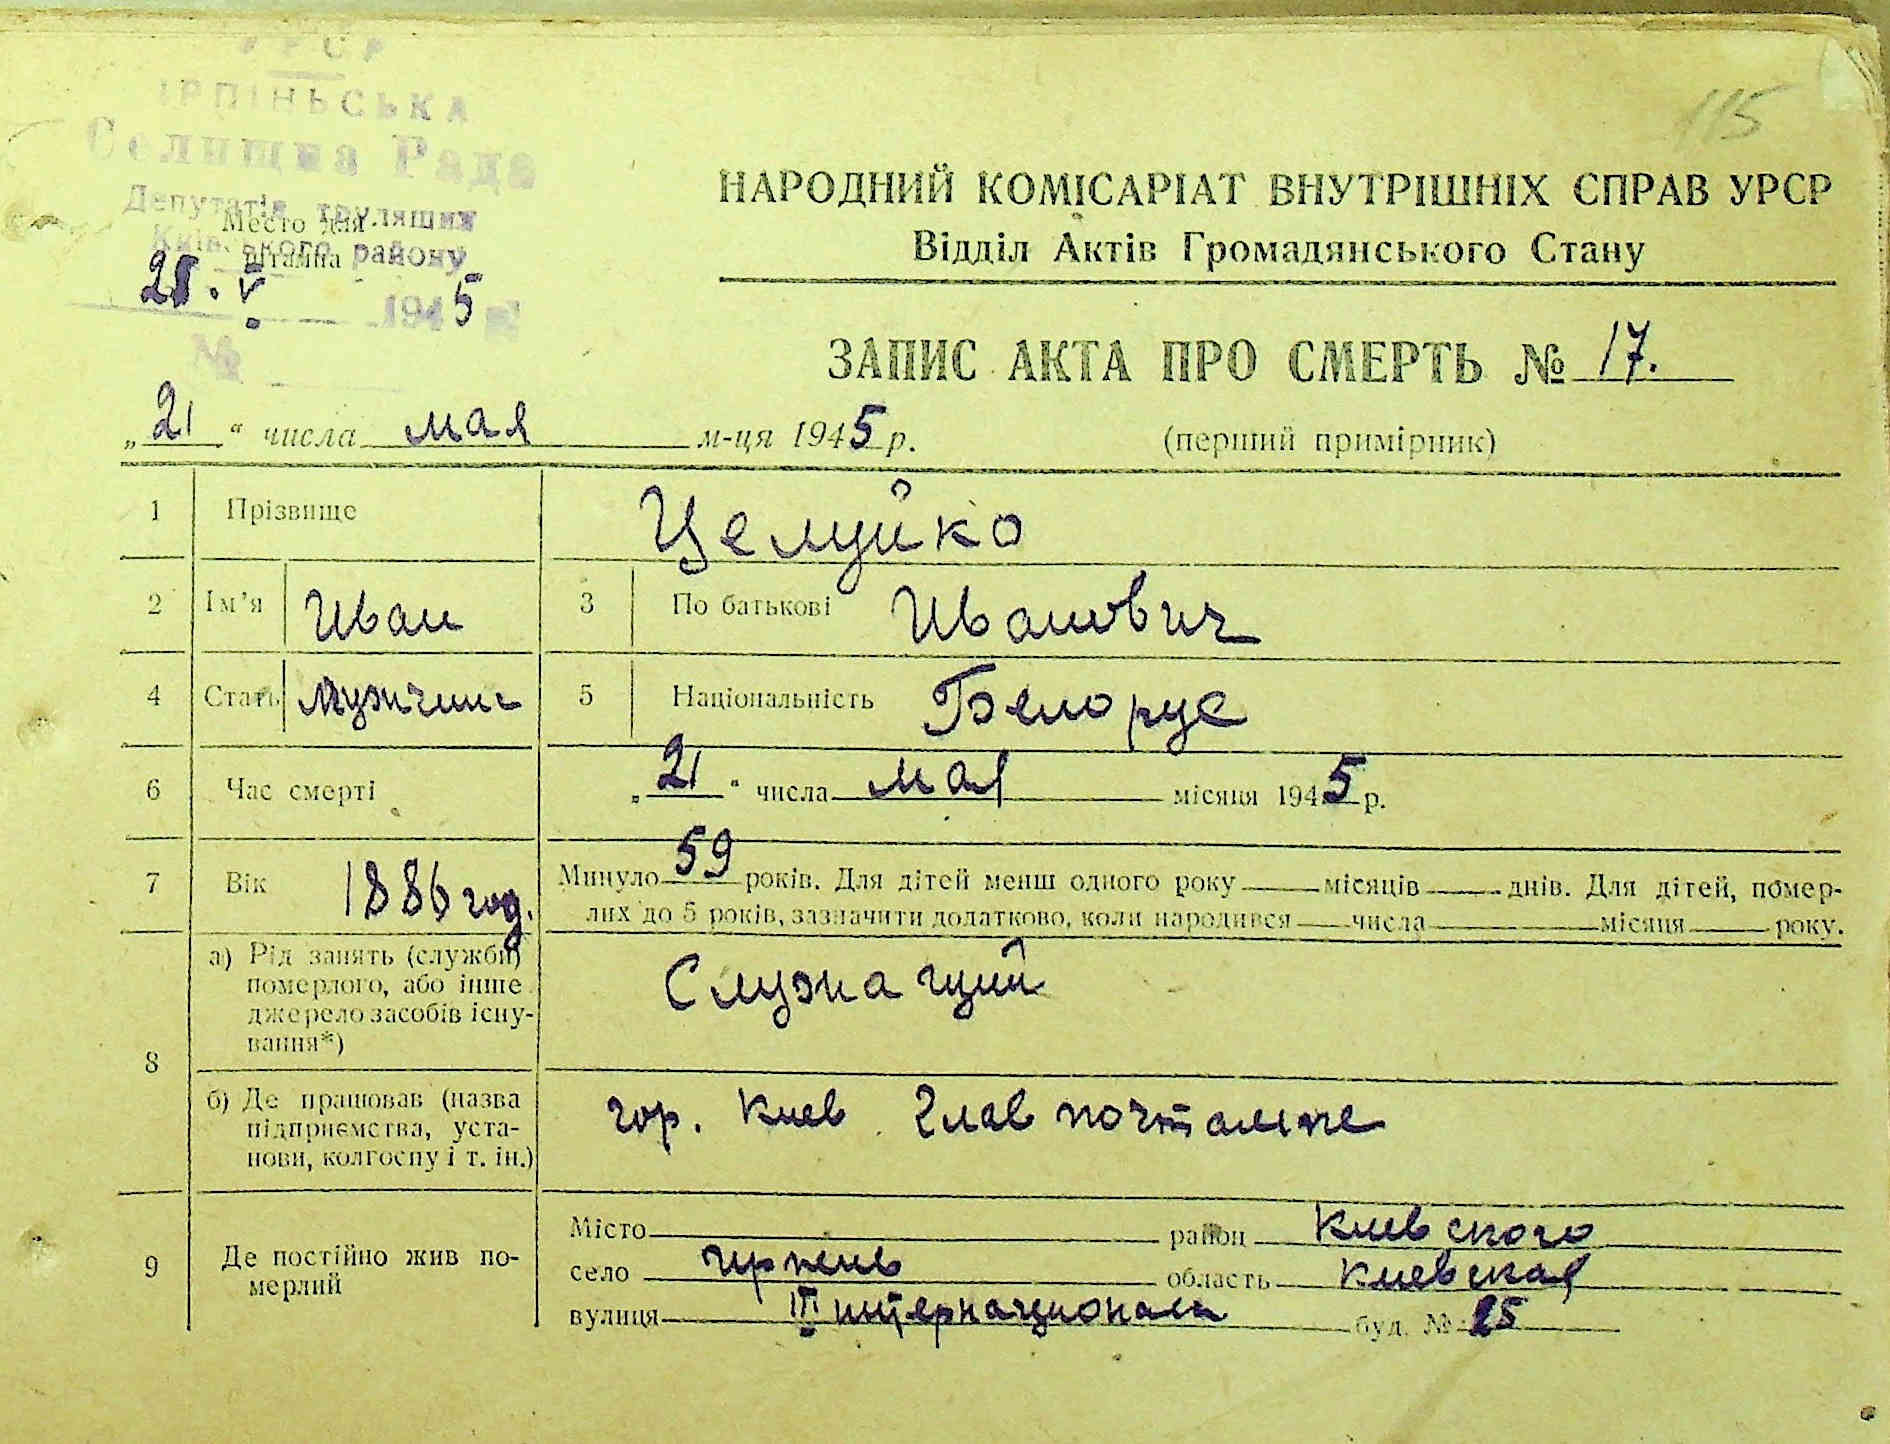 УРСР
ІРПІНЬСЬКА
Селищна Рада
Депутатів трудящих
Київського району
Место для
штампа
21. V 1945
№
115
НАРОДНИЙ КОМІСАРІАТ ВНУТРІШНІХ СПРАВ УРСР
Відділ Актів Громадянського Стану
ЗАПИС АКТА ПРО СМЕРТЬ № 17.
„21“ числа мая м-ця 1945 р. (перший примірник)
1 Прізвище Целуйко
2 Ім'я Иван 3 По батькові Иванович
4 Стать Мужчина 5 Національність Белорус
6 Час смерті „21“ числа мая місяця 1945 р.
7 Вік 1886 год. Минуло 59 років. Для дітей менш одного року місяців днів. Для дітей, помер-
лих до 5 років, зазначити додатково, коли народився числа місяця року.
8 а) Рід занять (служби) померлого, або інше джерело засобів існу-вання*) Служащий
б) Де працював (назва підприємства, уста-нови, колгоспу і т. ін.) гор. Киев Главпочтампе
9 Де постійно жив по-мерлий
Місто район Киевского
село Ирпень область Киевская
вулиця III интернационала буд. № 25